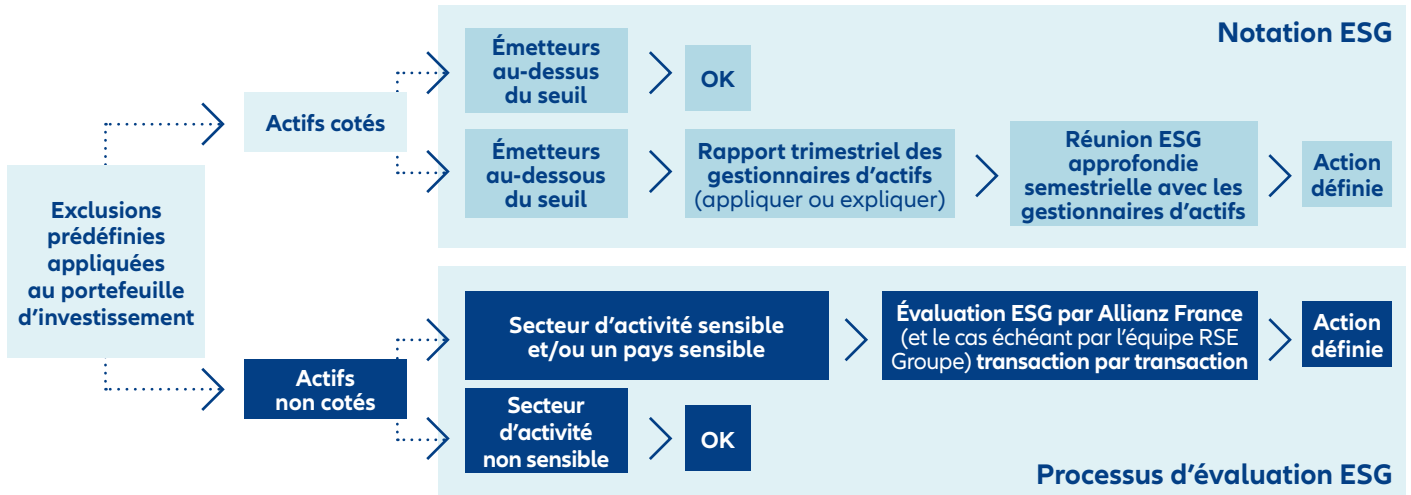 Exclusions
prédéfinies
appliquées
au portefeuille
d'investissement
Actifs cotés
Notation ESG
Émetteurs
au-dessus
du seuil
OK
Émetteurs
au-dessous
du seuil
Rapport trimestriel des
gestionnaires d'actifs
(appliquer ou expliquer)
Réunion ESG
approfondie
semestrielle avec les
gestionnaires d'actifs
Action
définie
Actifs
non cotés
Secteur d'activité sensible
et/ou un pays sensible
Évaluation ESG par Allianz France
(et le cas échéant par l'équipe RSE
Groupe) transaction par transaction
Action
définie
Secteur
d'activité
non sensible
OK
Processus d'évaluation ESG